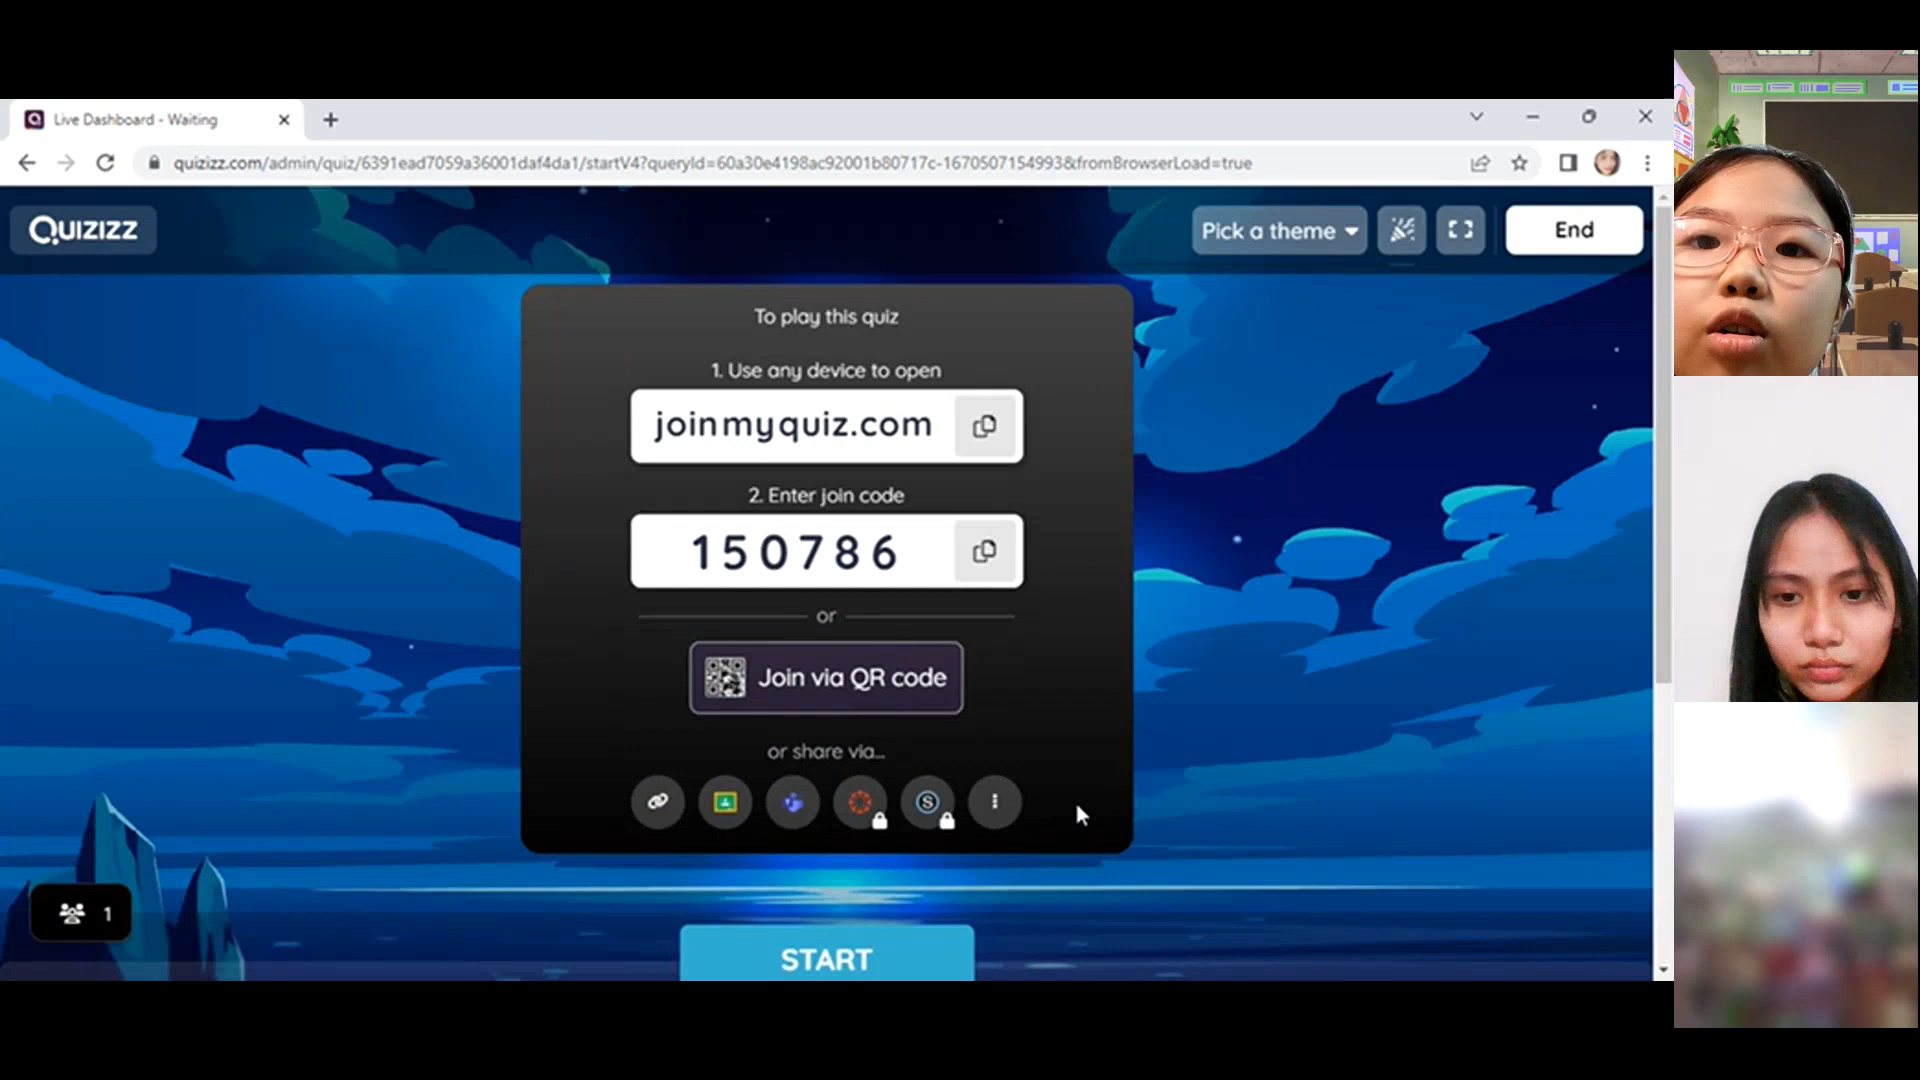 Live Dashboard - Waiting
quizizz.com/admin/quiz/6391ead7059a36001daf4da1/startV4?queryId=60a30e4198ac92001b80717c-1670507154993&fromBrowserLoad=true
QUIZIZZ
Pick a theme
End
To play this quiz
1. Use any device to open
joinmyquiz.com
2. Enter join code
150786
or
Join via QR code
or share via...
S
1
START